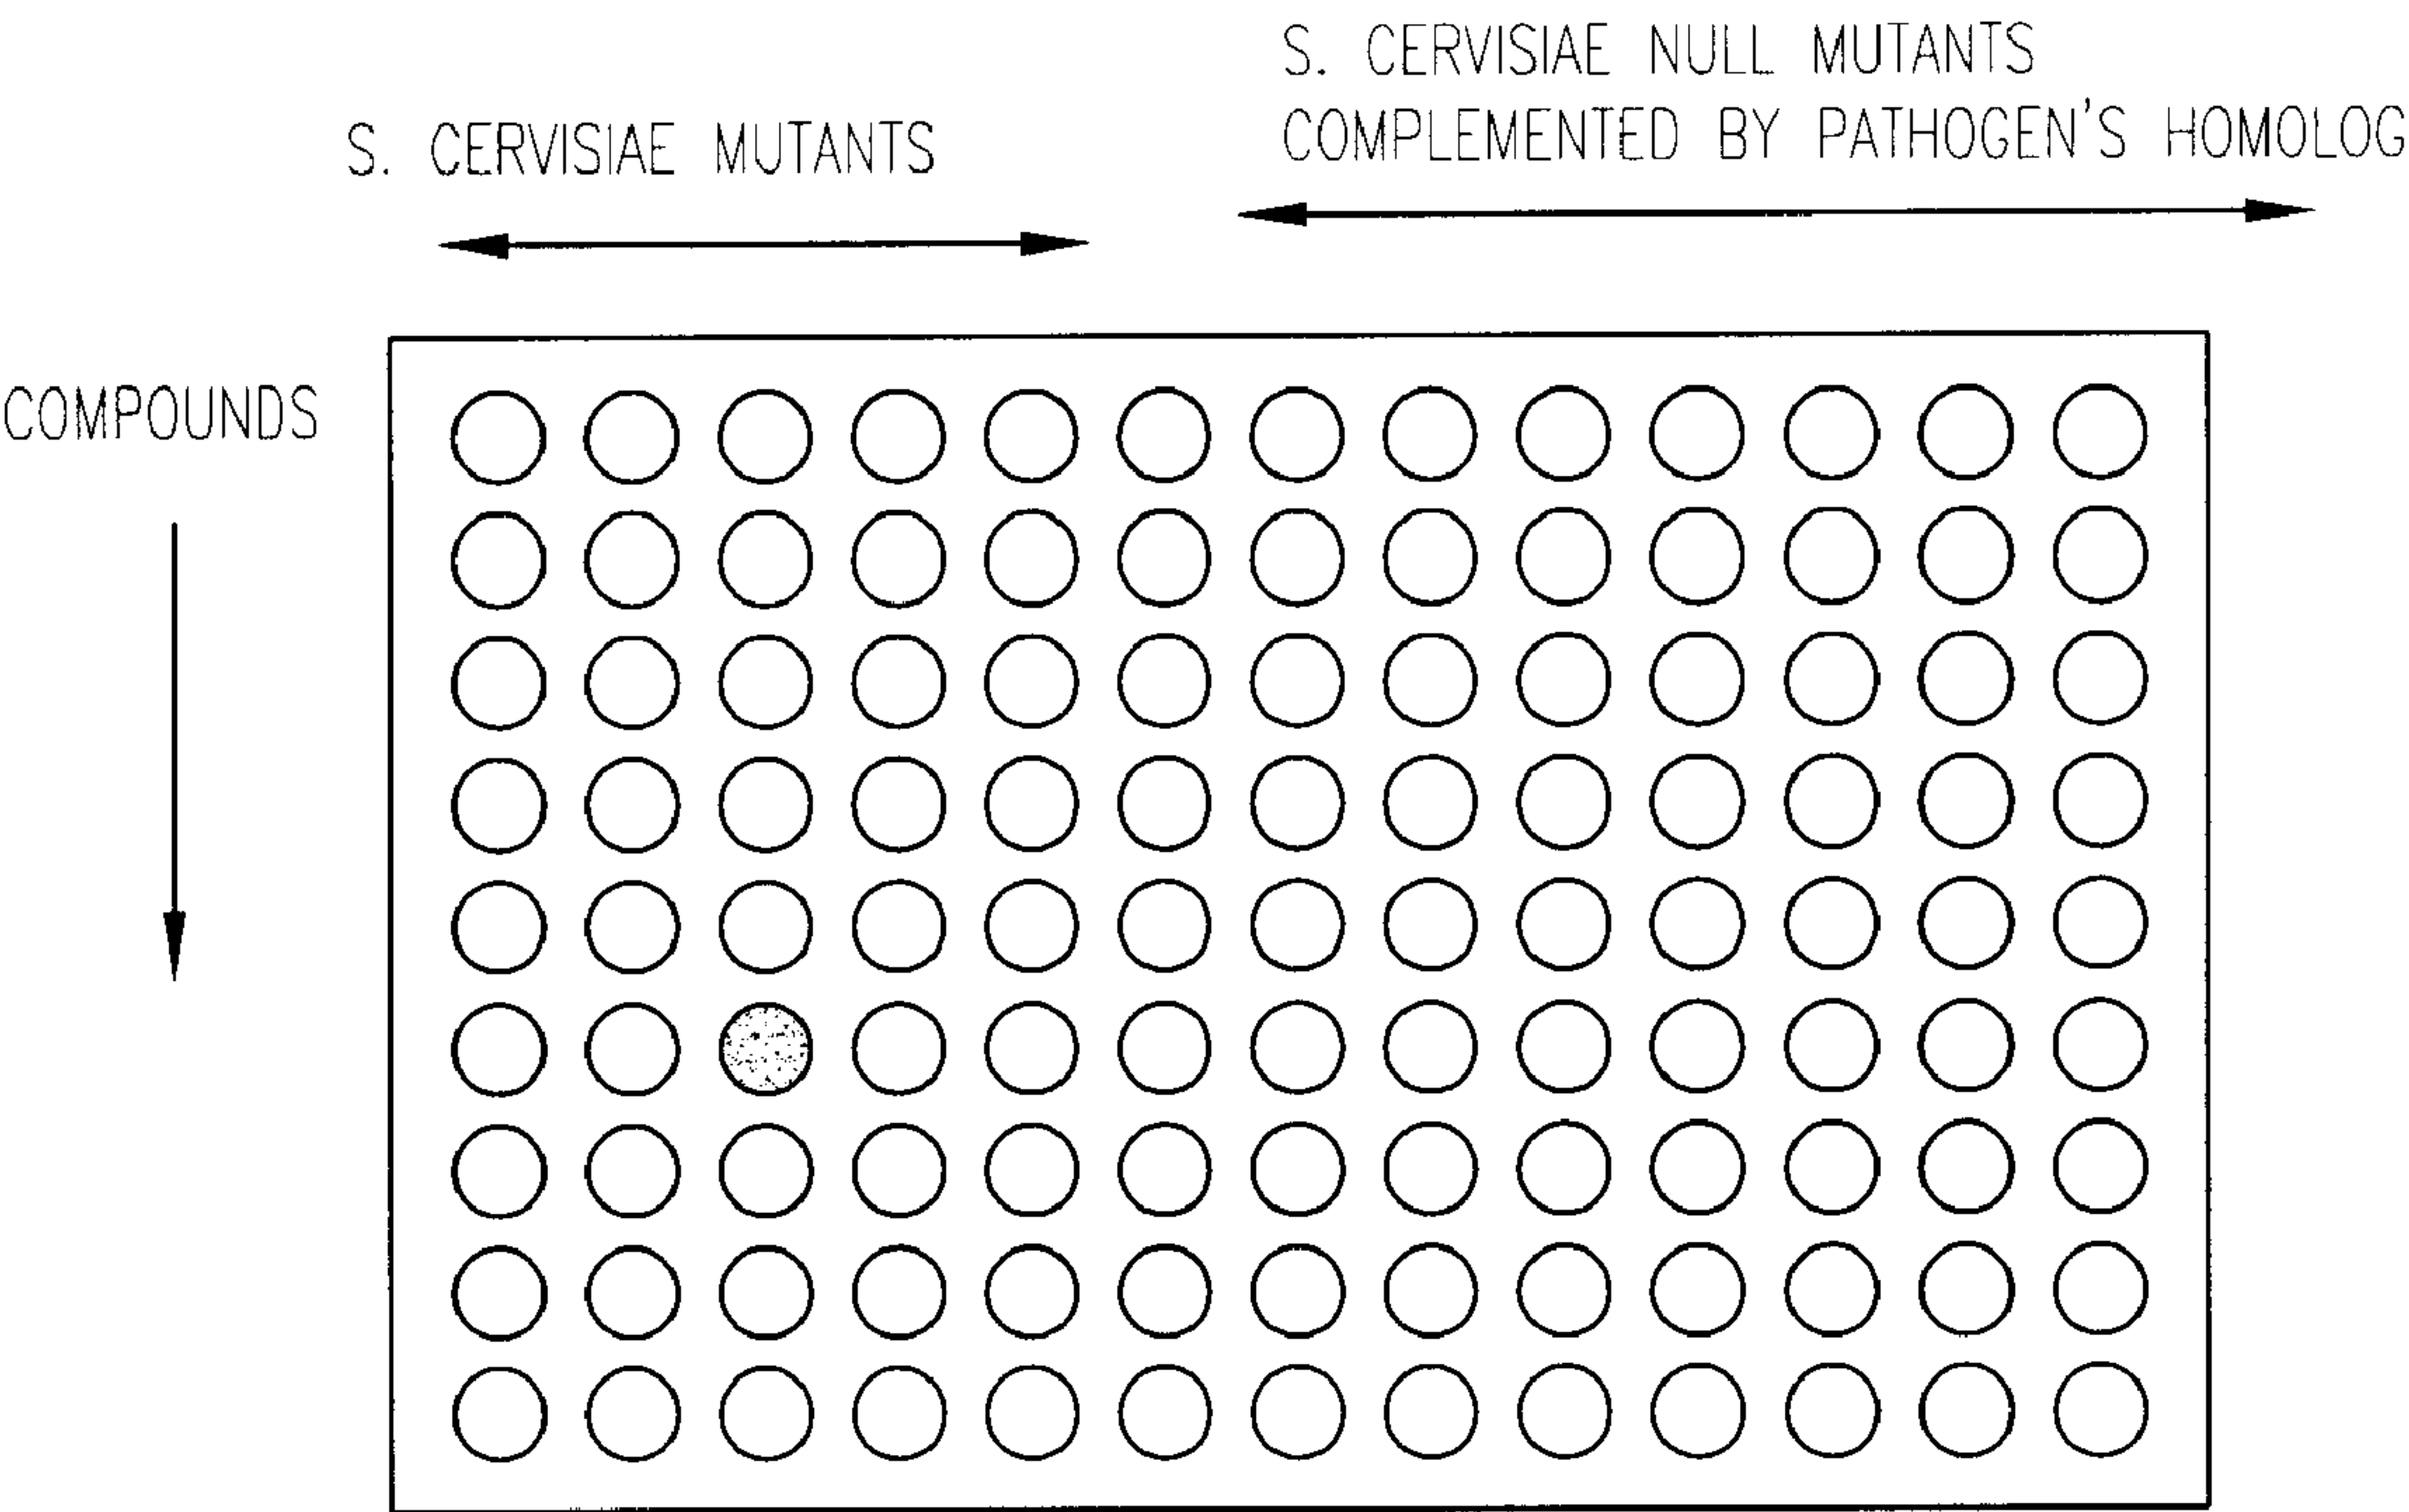 S. CERVISIAE NULL MUTANTS
COMPLEMENTED BY PATHOGEN'S HOMOLOG
S. CERVISIAE MUTANTS
COMPOUNDS